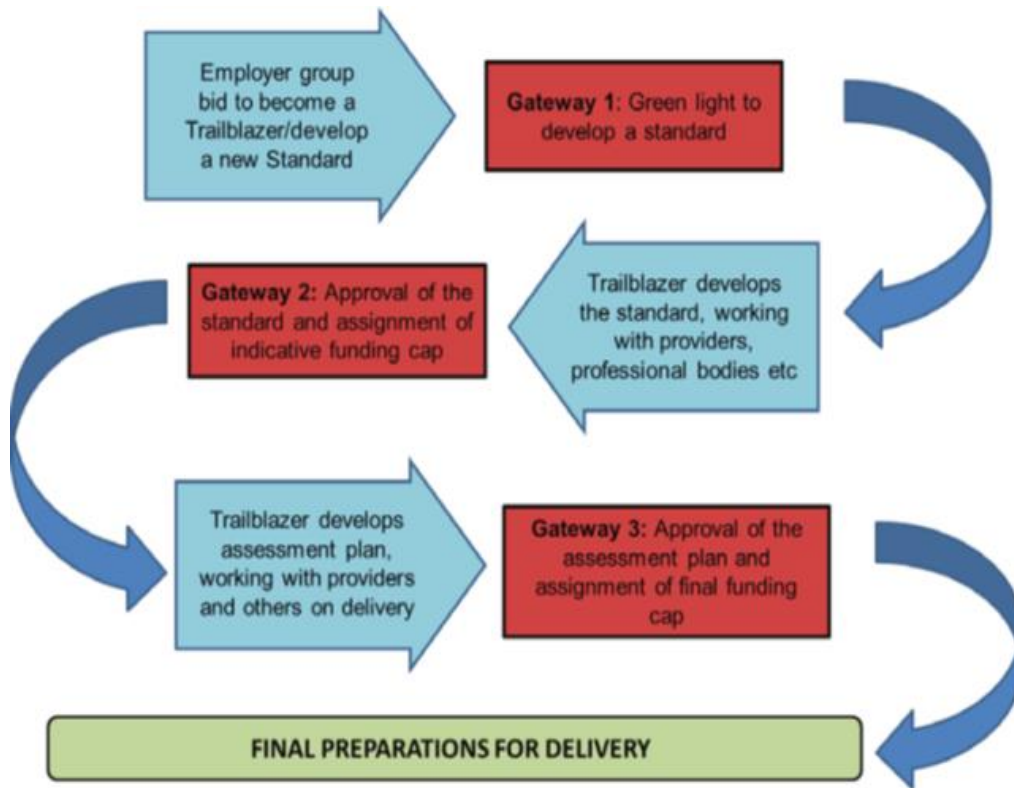 Employer group
bid to become a
Trailblazer/develop
a new Standard
Gateway 1: Green light to
develop a standard
Trailblazer develops
the standard, working
with providers,
professional bodies etc
Gateway 2: Approval of the
standard and assignment of
indicative funding cap
Trailblazer develops
assessment plan,
working with providers
and others on delivery
Gateway 3: Approval of the
assessment plan and
assignment of final funding
cap
FINAL PREPARATIONS FOR DELIVERY